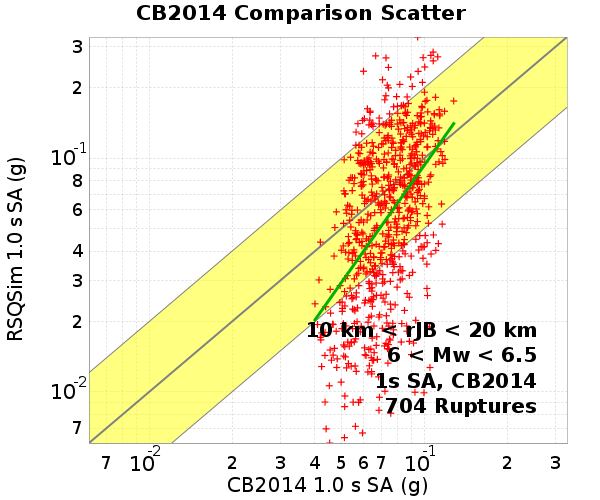 CB2014 Comparison Scatter
3
2
10-1
8
6
4
3
2
10-2
7
RSQSim 1.0 s SA (g)
10 km < rJB < 20 km
6 < Mw < 6.5
1s SA, CB2014
704 Ruptures
7 10-2 2 3 4 5 6 7 10-1 2 3
CB2014 1.0 s SA (g)